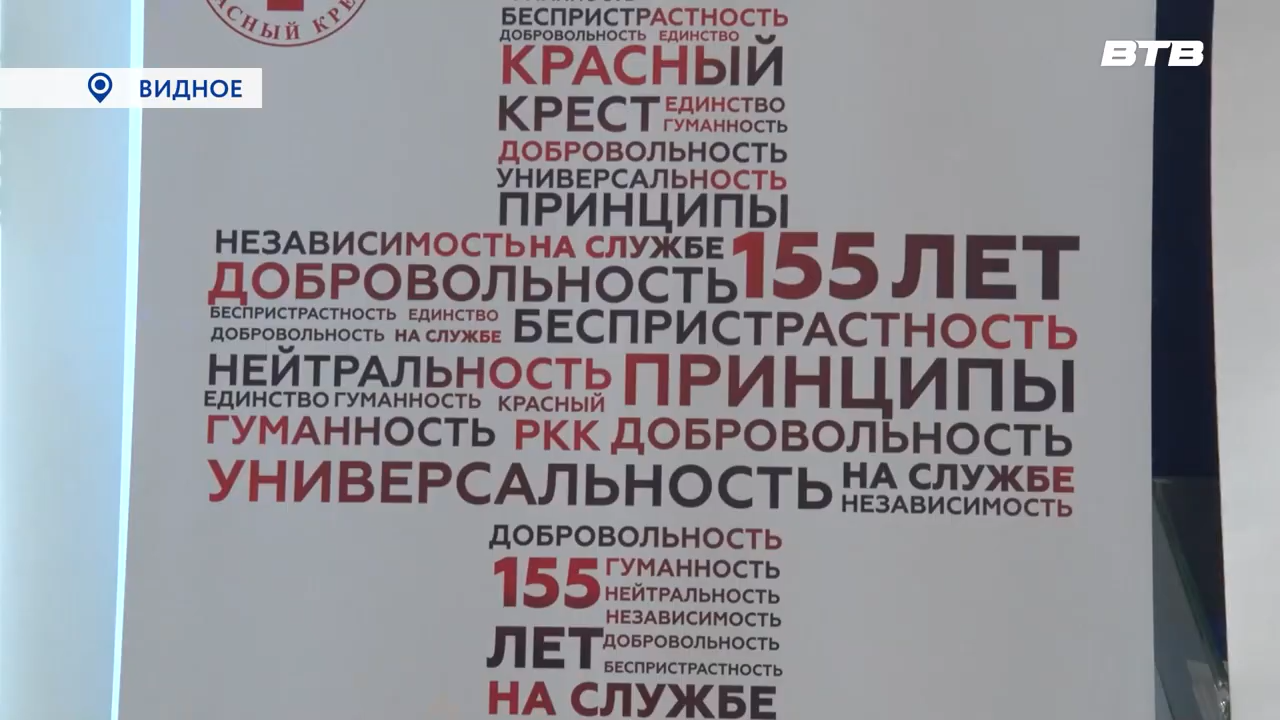 АСНЫЙ КРЕ
ВТВ
ВИДНОЕ
БЕСПРИСТРАСТНОСТЬ
ДОБРОВОЛЬНОСТЬ ЕДИНСТВО
КРАСНЫЙ
КРЕСТ ЕДИНСТВО
ГУМАННОСТЬ
ДОБРОВОЛЬНОСТЬ
УНИВЕРСАЛЬНОСТЬ
ПРИНЦИПЫ
НЕЗАВИСИМОСТЬ НА СЛУЖБЕ 155 ЛЕТ
ДОБРОВОЛЬНОСТЬ
БЕСПРИСТРАСТНОСТЬ ЕДИНСТВО
ДОБРОВОЛЬНОСТЬ НА СЛУЖБЕ БЕСПРИСТРАСТНОСТЬ
НЕЙТРАЛЬНОСТЬ ПРИНЦИПЫ
ЕДИНСТВО ГУМАННОСТЬ КРАСНЫЙ
ГУМАННОСТЬ РКК ДОБРОВОЛЬНОСТЬ
УНИВЕРСАЛЬНОСТЬ НА СЛУЖБЕ
НЕЗАВИСИМОСТЬ
ДОБРОВОЛЬНОСТЬ
155 ГУМАННОСТЬ
НЕЙТРАЛЬНОСТЬ
НЕЗАВИСИМОСТЬ
ЛЕТ ДОБРОВОЛЬНОСТЬ
БЕСПРИСТРАСТНОСТЬ
НА СЛУЖБЕ